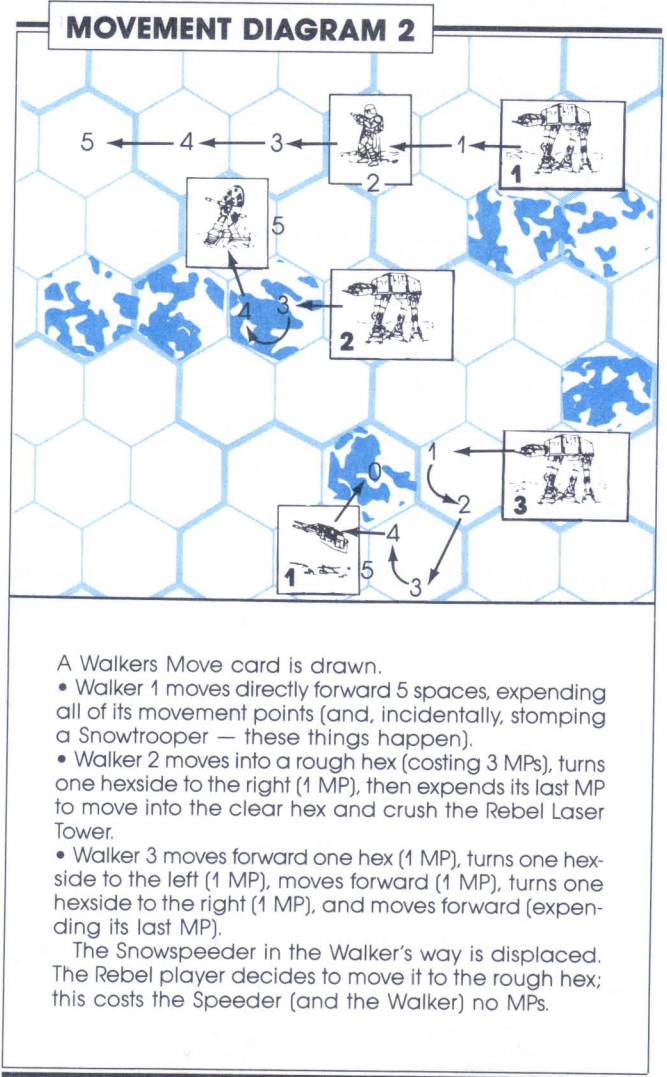 MOVEMENT DIAGRAM 2
5 4 3 2 1 1
5
4 3 2
1 2 3
0
1 5 4 3
A Walkers Move card is drawn.
• Walker 1 moves directly forward 5 spaces, expending
all of its movement points (and, incidentally, stomping
a Snowtrooper — these things happen).
• Walker 2 moves into a rough hex (costing 3 MPs), turns
one hexside to the right (1 MP), then expends its last MP
to move into the clear hex and crush the Rebel Laser
Tower.
• Walker 3 moves forward one hex (1 MP), turns one hex-
side to the left (1 MP), moves forward (1 MP), turns one
hexside to the right (1 MP), and moves forward (expen-
ding its last MP).
The Snowspeeder in the Walker's way is displaced.
The Rebel player decides to move it to the rough hex;
this costs the Speeder (and the Walker) no MPs.